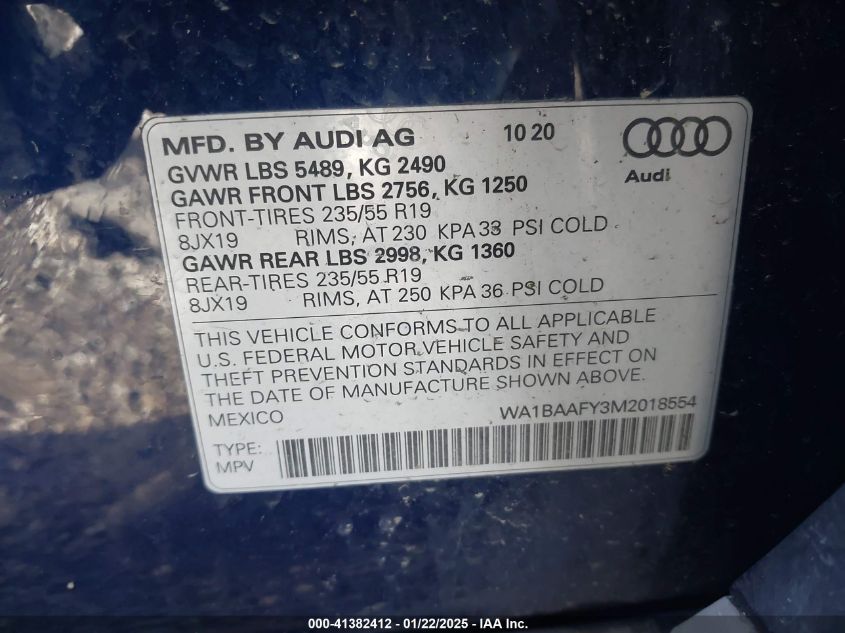 MFD. BY AUDI AG 10 20
Audi
GVWR LBS 5489, KG 2490
GAWR FRONT LBS 2756, KG 1250
FRONT-TIRES 235/55 R19
8JX19 RIMS, AT 230 KPA 33 PSI COLD
GAWR REAR LBS 2998, KG 1360
REAR-TIRES 235/55 R19
8JX19 RIMS, AT 250 KPA 36 PSI COLD
THIS VEHICLE CONFORMS TO ALL APPLICABLE
U.S. FEDERAL MOTOR VEHICLE SAFETY AND
THEFT PREVENTION STANDARDS IN EFFECT ON
THE DATE OF MANUFACTURE SHOWN ABOVE.
MEXICO WA1BAAFY3M2018554
TYPE:
MPV
000-41382412 - 01/22/2025 - IAA Inc.